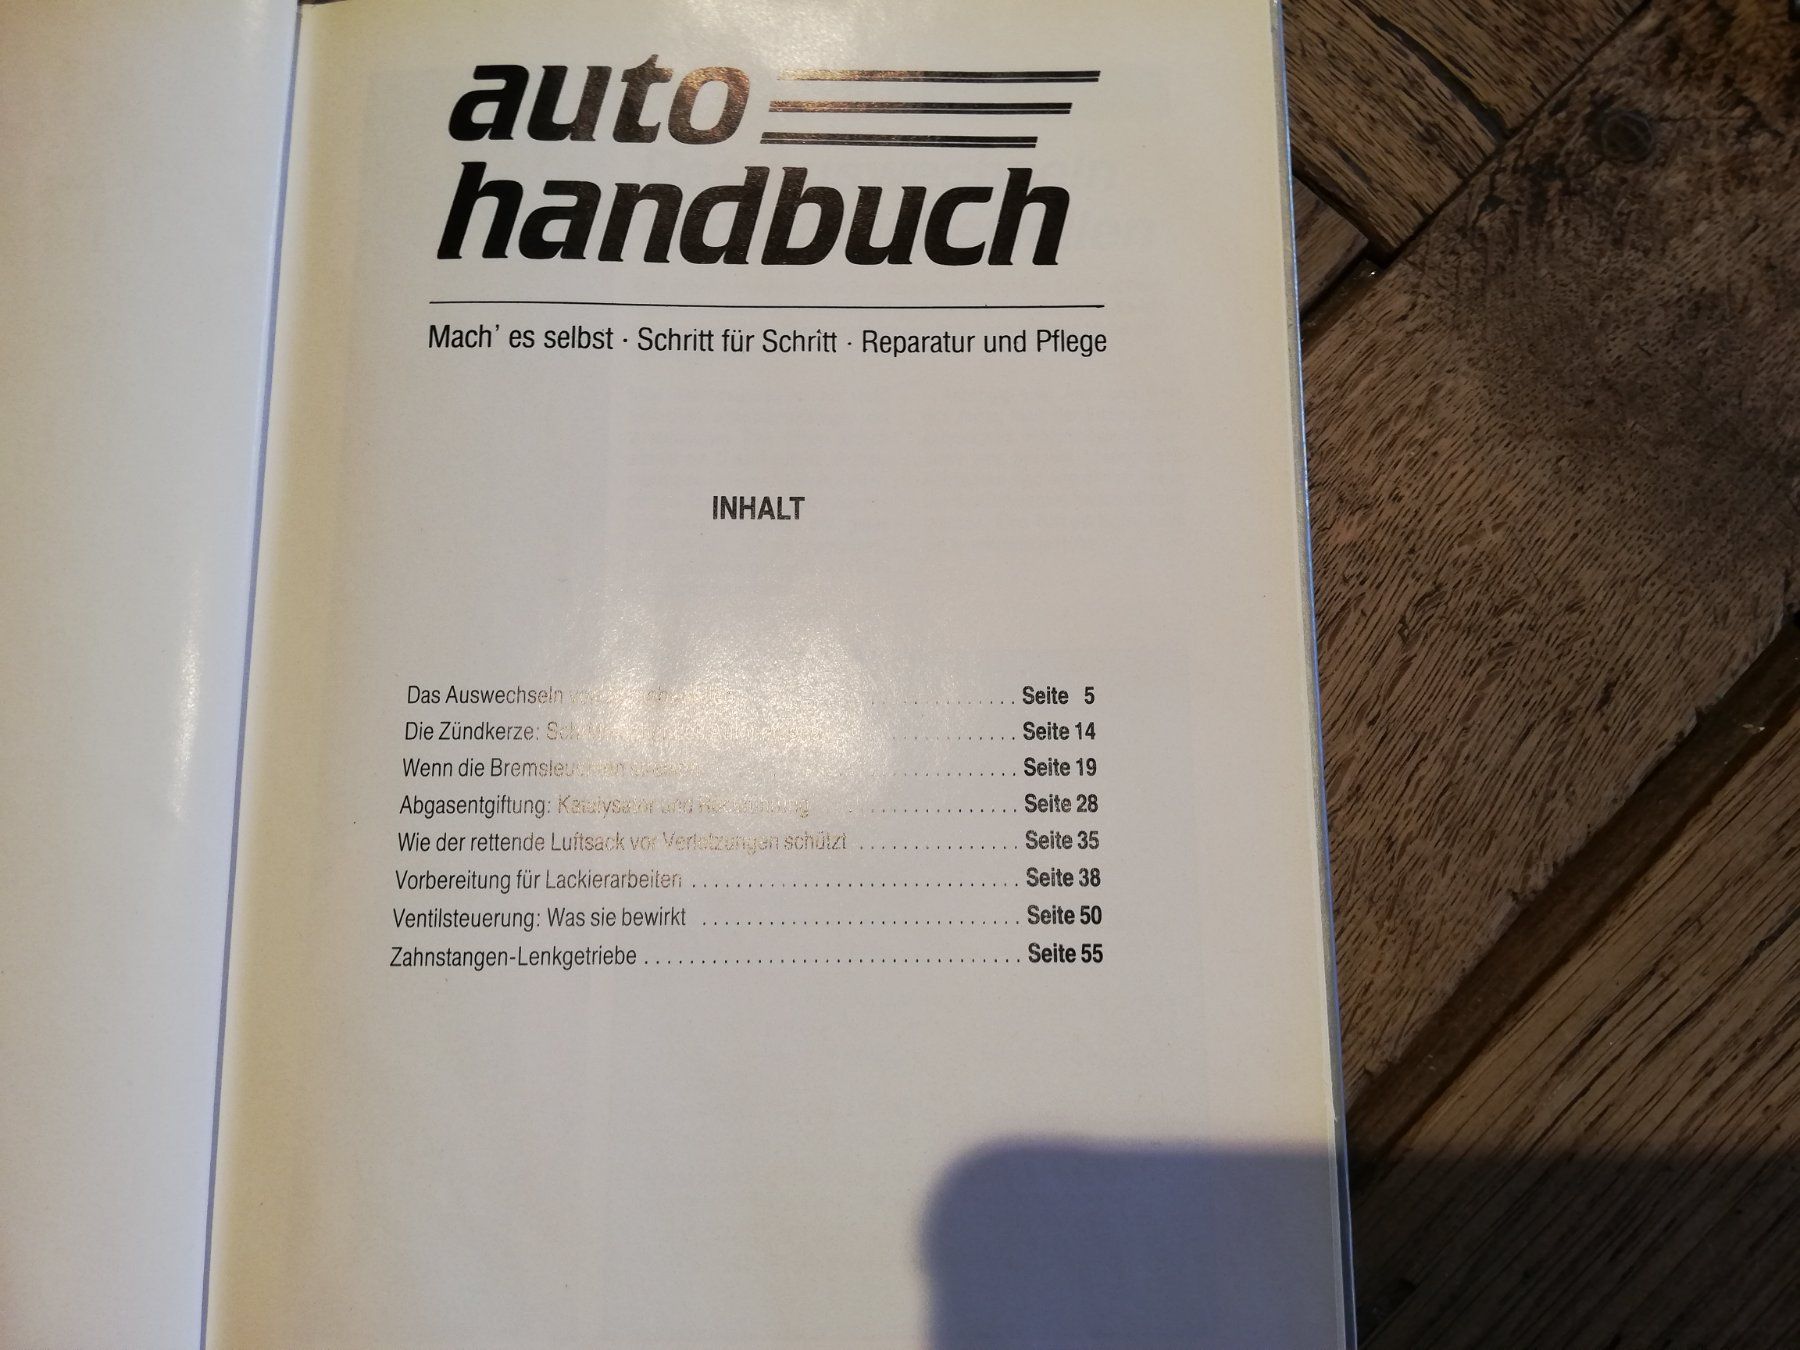 auto
handbuch
Mach' es selbst · Schritt für Schritt · Reparatur und Pflege
INHALT
Das Auswechseln ............. Seite 5
Die Zündkerze: ............. Seite 14
Wenn die Bremsleuchten ............. Seite 19
Abgasentgiftung: Katalysator und ............. Seite 28
Wie der rettende Luftsack vor Verletzungen schützt ............... Seite 35
Vorbereitung für Lackierarbeiten .............................. Seite 38
Ventilsteuerung: Was sie bewirkt ............................. Seite 50
Zahnstangen-Lenkgetriebe .................................. Seite 55